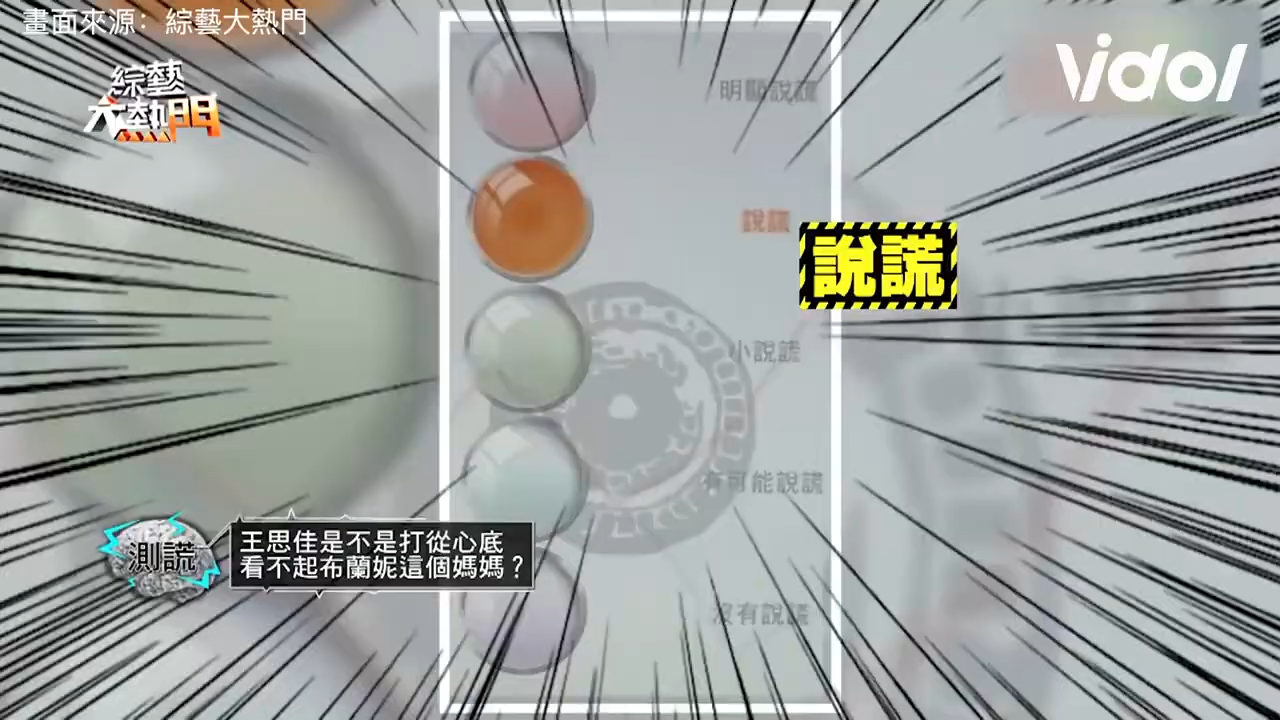 畫面來源：綜藝大熱門
綜藝
大熱門
Vidol
明顯說謊
說謊
說謊
小說謊
有可能說謊
測謊
王思佳是不是打從心底
看不起布蘭妮這個媽媽？
沒有說謊